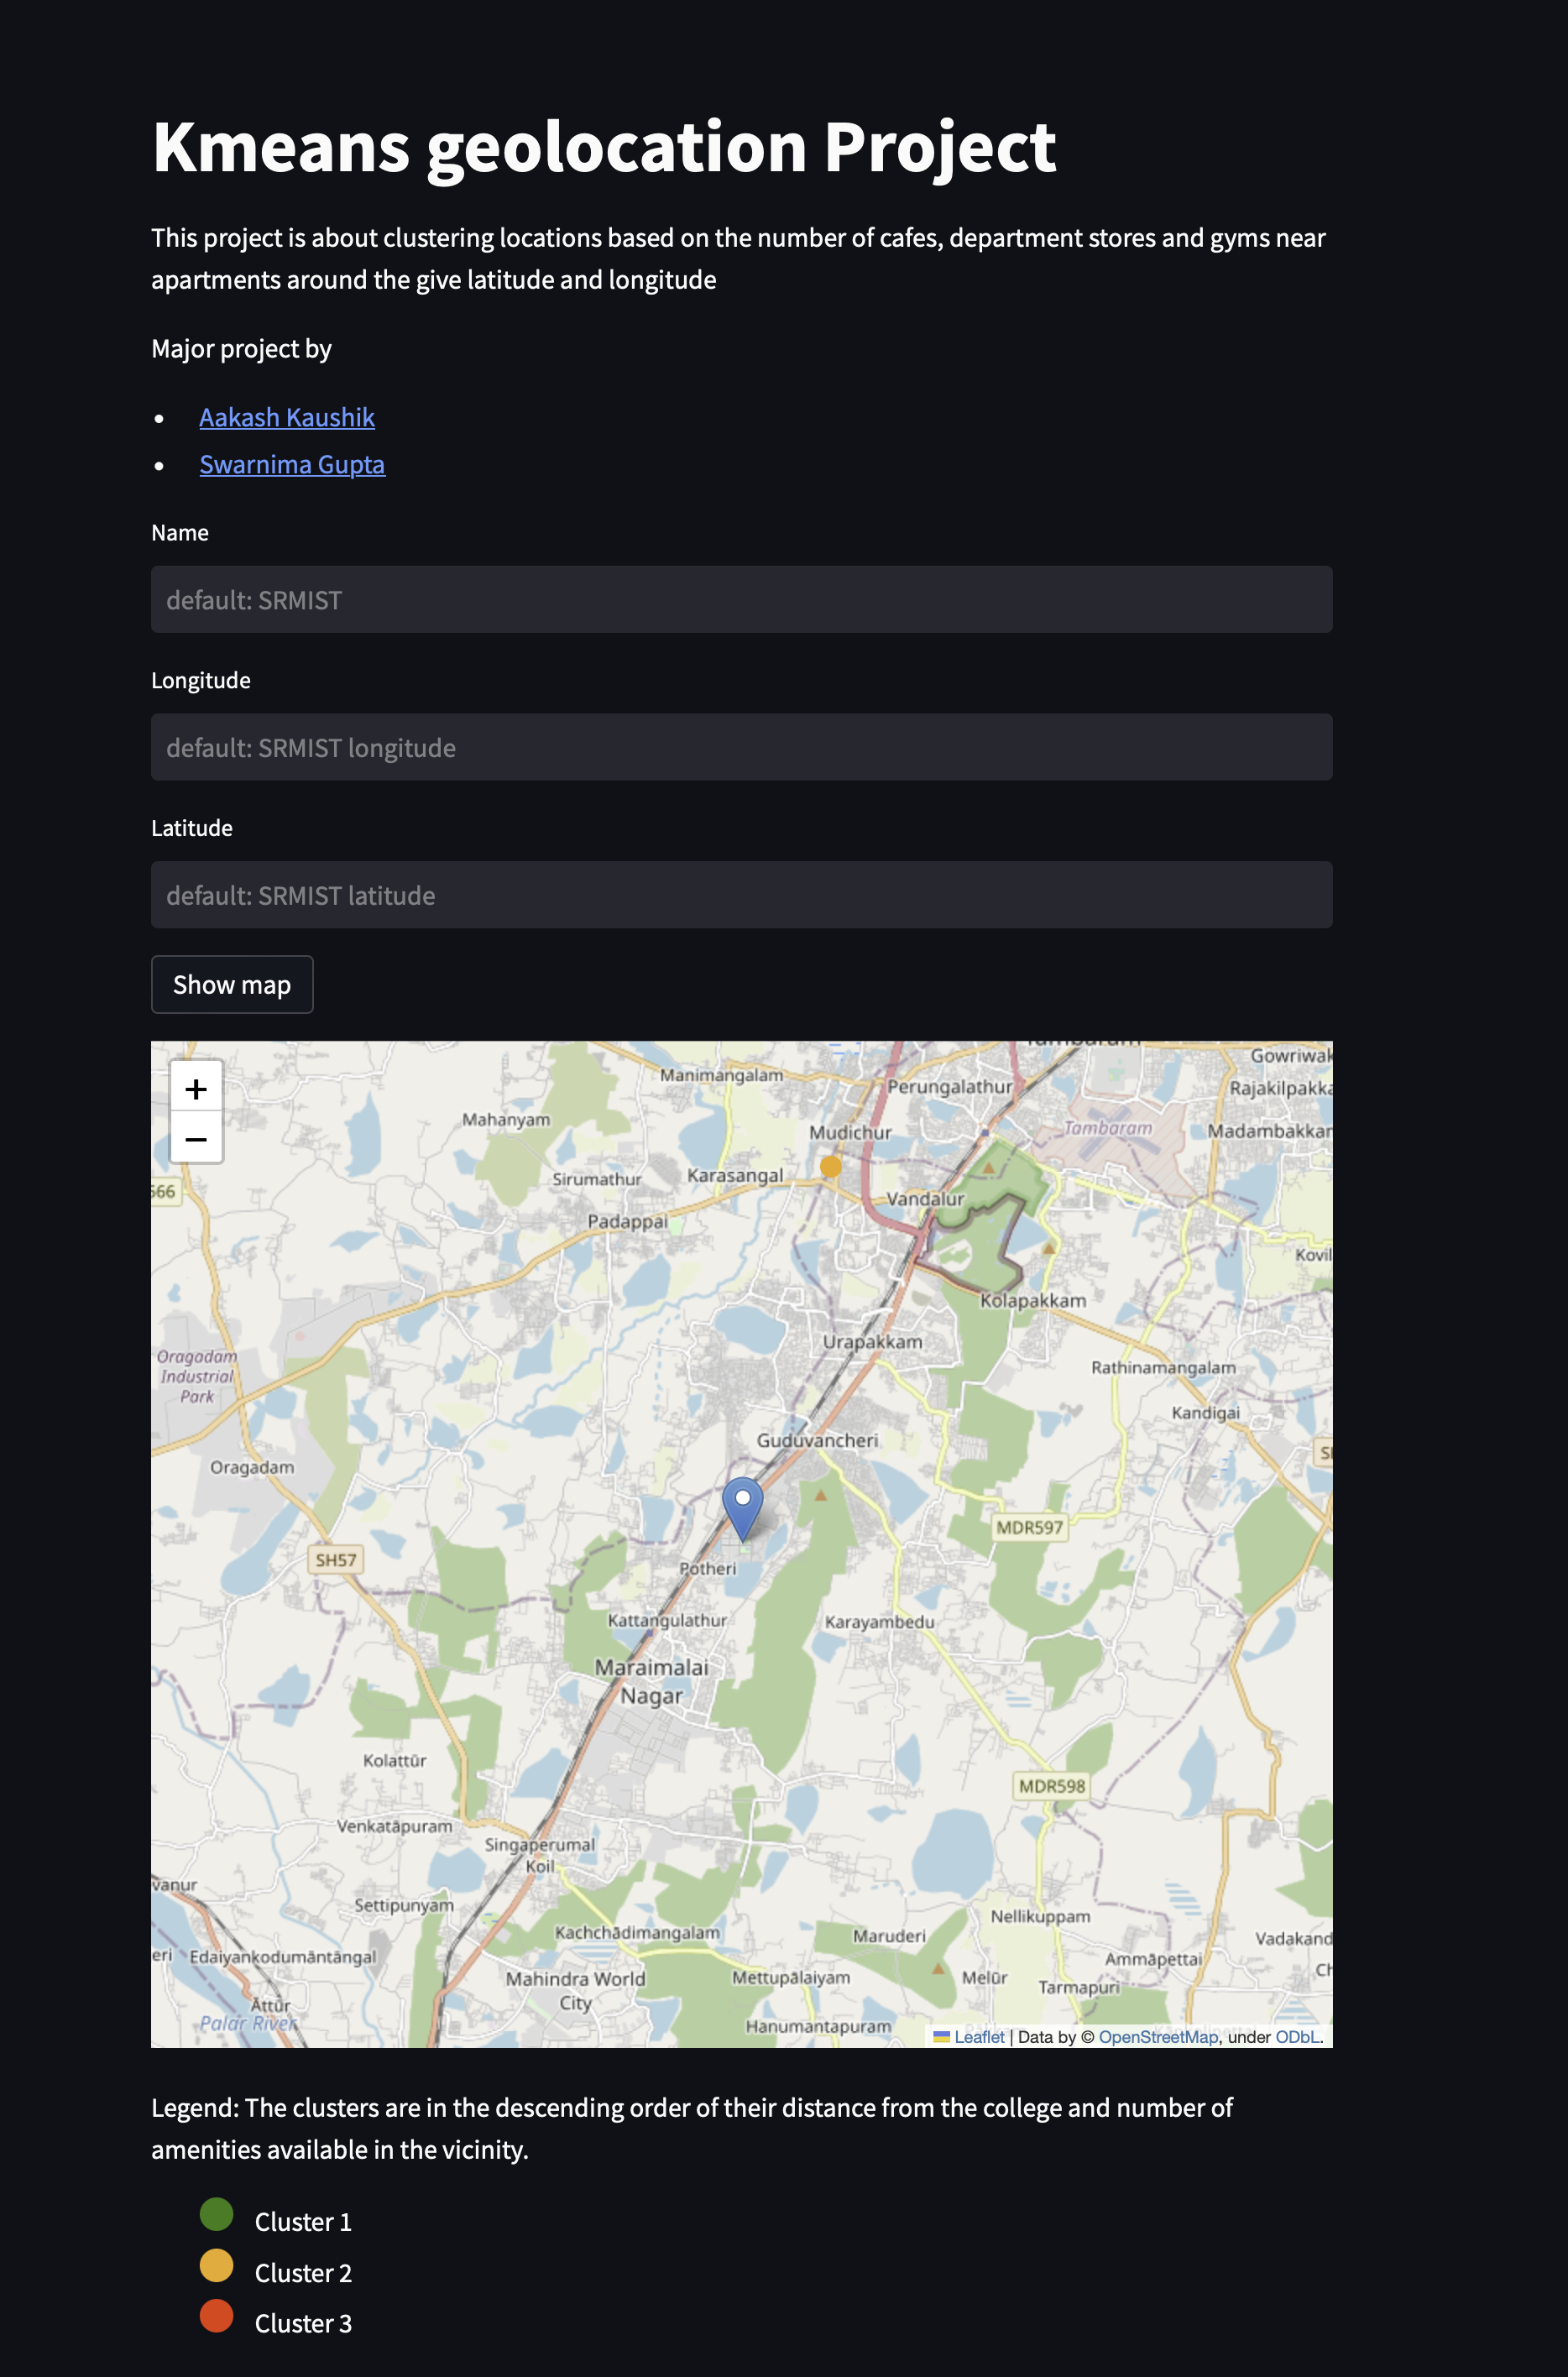 Kmeans geolocation Project
This project is about clustering locations based on the number of cafes, department stores and gyms near
apartments around the give latitude and longitude
Major project by
Aakash Kaushik
Swarnima Gupta
Name
default: SRMIST
Longitude
default: SRMIST longitude
Latitude
default: SRMIST latitude
Show map
+
−
Gowriwak
Manimangalam
Perungalathur
Rajakilpakka
Mahanyam
Mudichur
Tambaram
Madambakkar
Sirumathur
Karasangal
566
Vandalur
Padappai
Kovil
Kolapakkam
Urapakkam
Oragadam
Industrial
Park
Rathinamangalam
Kandigai
Guduvancheri
Oragadam
MDR597
SH57
Potheri
Kattangulathur
Karayambedu
Maraimalai
Nagar
Kolattūr
MDR598
Venkatāpuram
Singaperumal
Koil
vanur
Settipunyam
Nellikuppam
Kachchādimangalam
Maruderi
Vadakand
eri
Edaiyankodumāntāngal
Ammāpettai
Ch
Mahindra World
City
Mettupālaiyam
Melūr
Tarmapuri
Āttūr
Palar River
Hanumantapuram
Leaflet | Data by © OpenStreetMap, under ODbL.
Legend: The clusters are in the descending order of their distance from the college and number of
amenities available in the vicinity.
Cluster 1
Cluster 2
Cluster 3